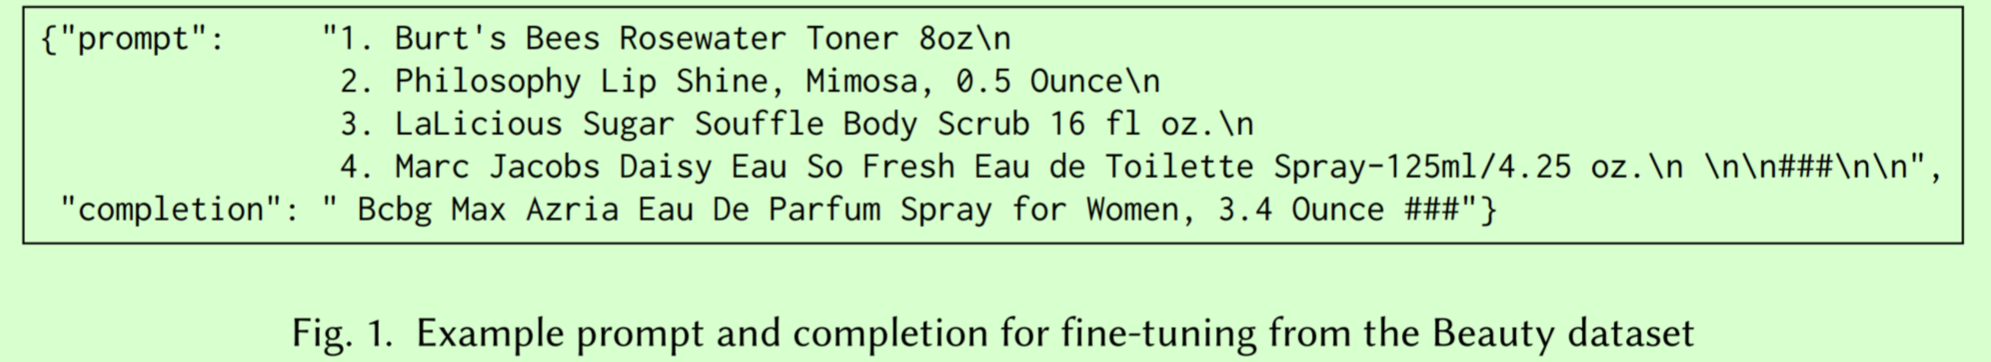 {"prompt": "1. Burt's Bees Rosewater Toner 8oz\n
2. Philosophy Lip Shine, Mimosa, 0.5 Ounce\n
3. LaLicious Sugar Souffle Body Scrub 16 fl oz.\n
4. Marc Jacobs Daisy Eau So Fresh Eau de Toilette Spray-125ml/4.25 oz.\n \n\n###\n\n",
"completion": " Bcbg Max Azria Eau De Parfum Spray for Women, 3.4 Ounce ###"}
Fig. 1. Example prompt and completion for fine-tuning from the Beauty dataset